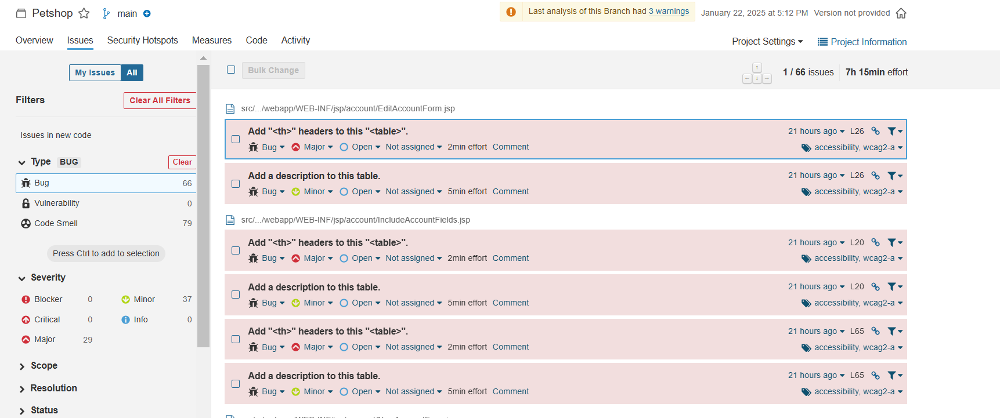 Petshop main
Last analysis of this Branch had 3 warnings January 22, 2025 at 5:12 PM Version not provided
Overview Issues Security Hotspots Measures Code Activity
Project Settings Project Information
My Issues All
Bulk Change
1 / 66 issues 7h 15min effort
Filters Clear All Filters
Issues in new code
Type BUG Clear
Bug 66
Vulnerability 0
Code Smell 79
Press Ctrl to add to selection
Severity
Blocker 0 Minor 37
Critical 0 Info 0
Major 29
Scope
Resolution
Status
src/.../webapp/WEB-INF/jsp/account/EditAccountForm.jsp
Add "<th>" headers to this "<table>". 21 hours ago L26
Bug Major Open Not assigned 2min effort Comment accessibility, wcag2-a
Add a description to this table. 21 hours ago L26
Bug Minor Open Not assigned 5min effort Comment accessibility, wcag2-a
src/.../webapp/WEB-INF/jsp/account/IncludeAccountFields.jsp
Add "<th>" headers to this "<table>". 21 hours ago L20
Bug Major Open Not assigned 2min effort Comment accessibility, wcag2-a
Add a description to this table. 21 hours ago L20
Bug Minor Open Not assigned 5min effort Comment accessibility, wcag2-a
Add "<th>" headers to this "<table>". 21 hours ago L65
Bug Major Open Not assigned 2min effort Comment accessibility, wcag2-a
Add a description to this table. 21 hours ago L65
Bug Minor Open Not assigned 5min effort Comment accessibility, wcag2-a